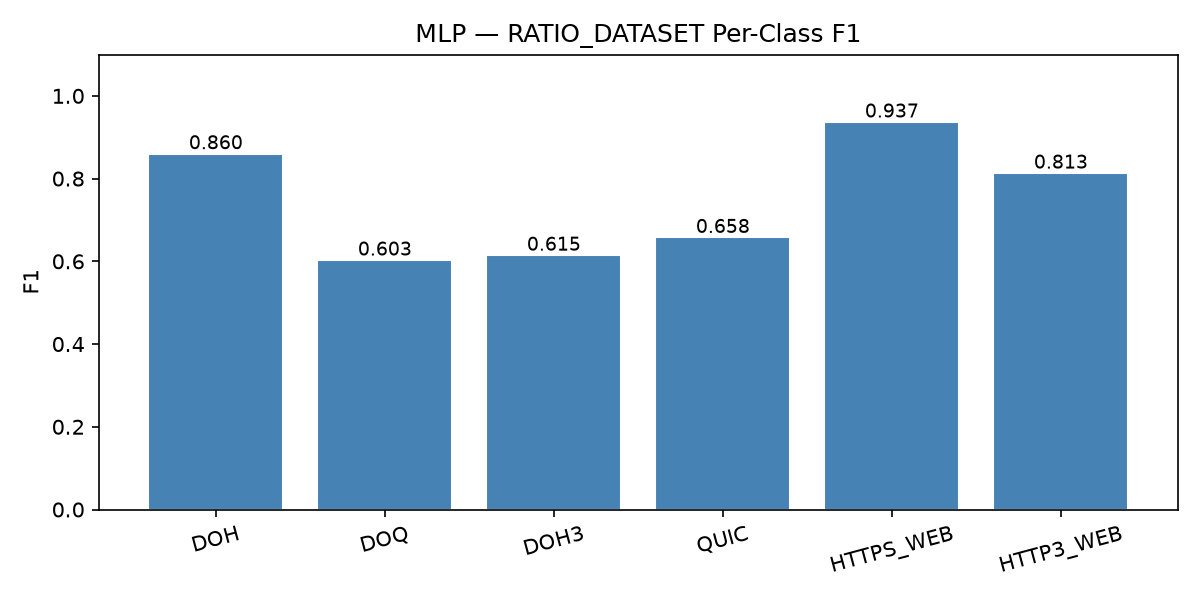 MLP — RATIO_DATASET Per-Class F1
F1
1.0
0.8
0.6
0.4
0.2
0.0
0.860
0.603
0.615
0.658
0.937
0.813
DOH
DOQ
DOH3
QUIC
HTTPS_WEB
HTTP3_WEB